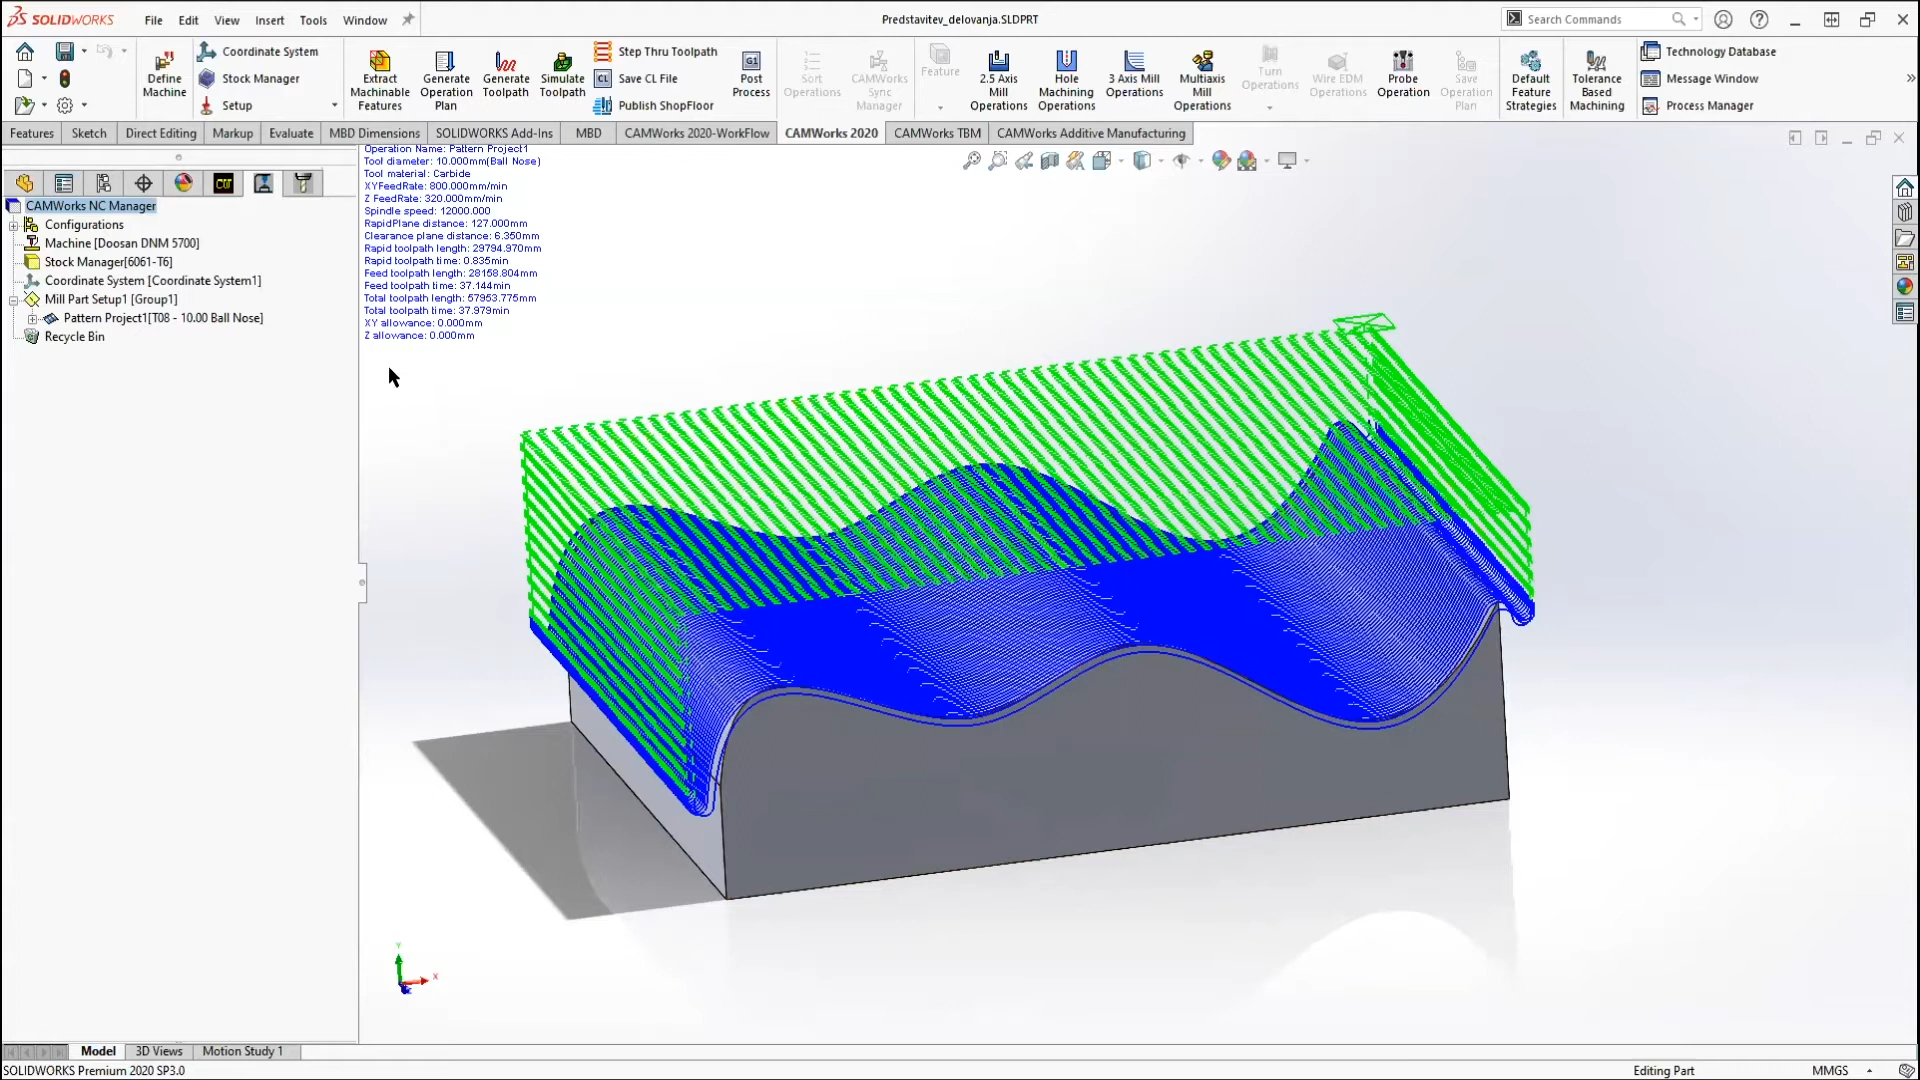 SOLIDWORKS
File Edit View Insert Tools Window
Predstavitev_delovanja.SLDPRT
Search Commands
Define Machine
Coordinate System
Stock Manager
Setup
Extract Machinable Features
Generate Operation Plan
Generate Toolpath
Simulate Toolpath
Step Thru Toolpath
CL Save CL File
Publish ShopFloor
G1
Post Process
Sort Operations
CAMWorks Sync Manager
Feature
2.5 Axis Mill Operations
Hole Machining Operations
3 Axis Mill Operations
Multiaxis Mill Operations
Turn Operations
Wire EDM Operations
Probe Operation
Save Operation Plan
Default Feature Strategies
Tolerance Based Machining
Technology Database
Message Window
Process Manager
Features Sketch Direct Editing Markup Evaluate MBD Dimensions SOLIDWORKS Add-Ins MBD CAMWorks 2020-WorkFlow CAMWorks 2020 CAMWorks TBM CAMWorks Additive Manufacturing
CAMWorks NC Manager
Configurations
Machine [Doosan DNM 5700]
Stock Manager[6061-T6]
Coordinate System [Coordinate System1]
Mill Part Setup1 [Group1]
Pattern Project1[T08 - 10.00 Ball Nose]
Recycle Bin
Operation Name: Pattern Project1
Tool diameter: 10.000mm(Ball Nose)
Tool material: Carbide
XYFeedRate: 800.000mm/min
Z FeedRate: 320.000mm/min
Spindle speed: 12000.000
RapidPlane distance: 127.000mm
Clearance plane distance: 6.350mm
Rapid toolpath length: 29794.970mm
Rapid toolpath time: 0.835min
Feed toolpath length: 28158.804mm
Feed toolpath time: 37.144min
Total toolpath length: 57953.775mm
Total toolpath time: 37.979min
XY allowance: 0.000mm
Z allowance: 0.000mm
Y
X
Model 3D Views Motion Study 1
SOLIDWORKS Premium 2020 SP3.0
Editing Part
MMGS